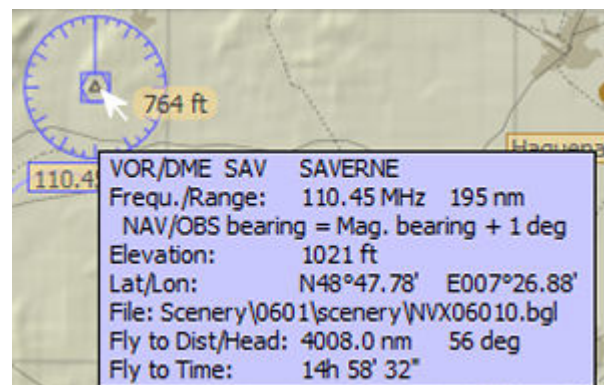 764 ft
Haguena
110.45
VOR/DME SAV SAVERNE
Frequ./Range: 110.45 MHz 195 nm
NAV/OBS bearing = Mag. bearing + 1 deg
Elevation: 1021 ft
Lat/Lon: N48°47.78' E007°26.88'
File: Scenery\0601\scenery\NVX06010.bgl
Fly to Dist/Head: 4008.0 nm 56 deg
Fly to Time: 14h 58' 32"